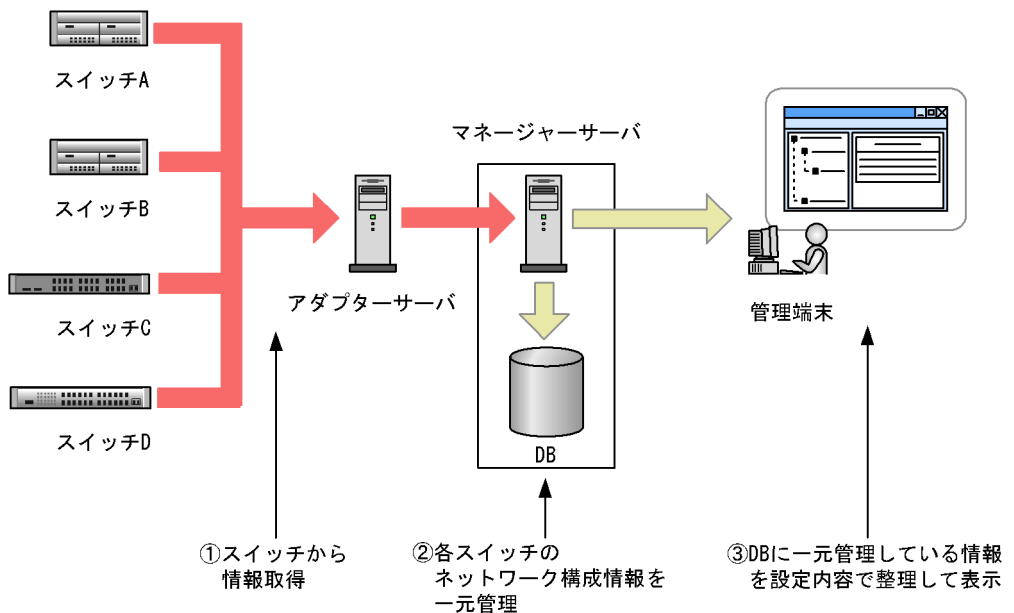 スイッチA
スイッチB
スイッチC
スイッチD
アダプターサーバ
マネージャーサーバ
DB
管理端末
①スイッチから
情報取得
②各スイッチの
ネットワーク構成情報を
一元管理
③DBに一元管理している情報
を設定内容で整理して表示